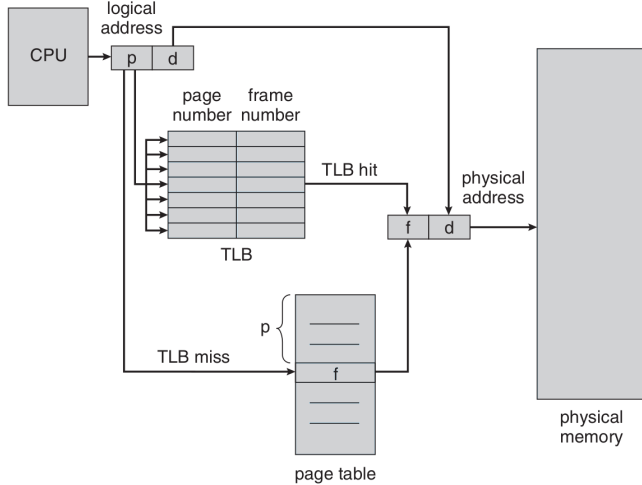 logical
address
CPU
p
d
page
number
frame
number
TLB hit
physical
address
f
d
TLB
p
TLB miss
f
page table
physical
memory